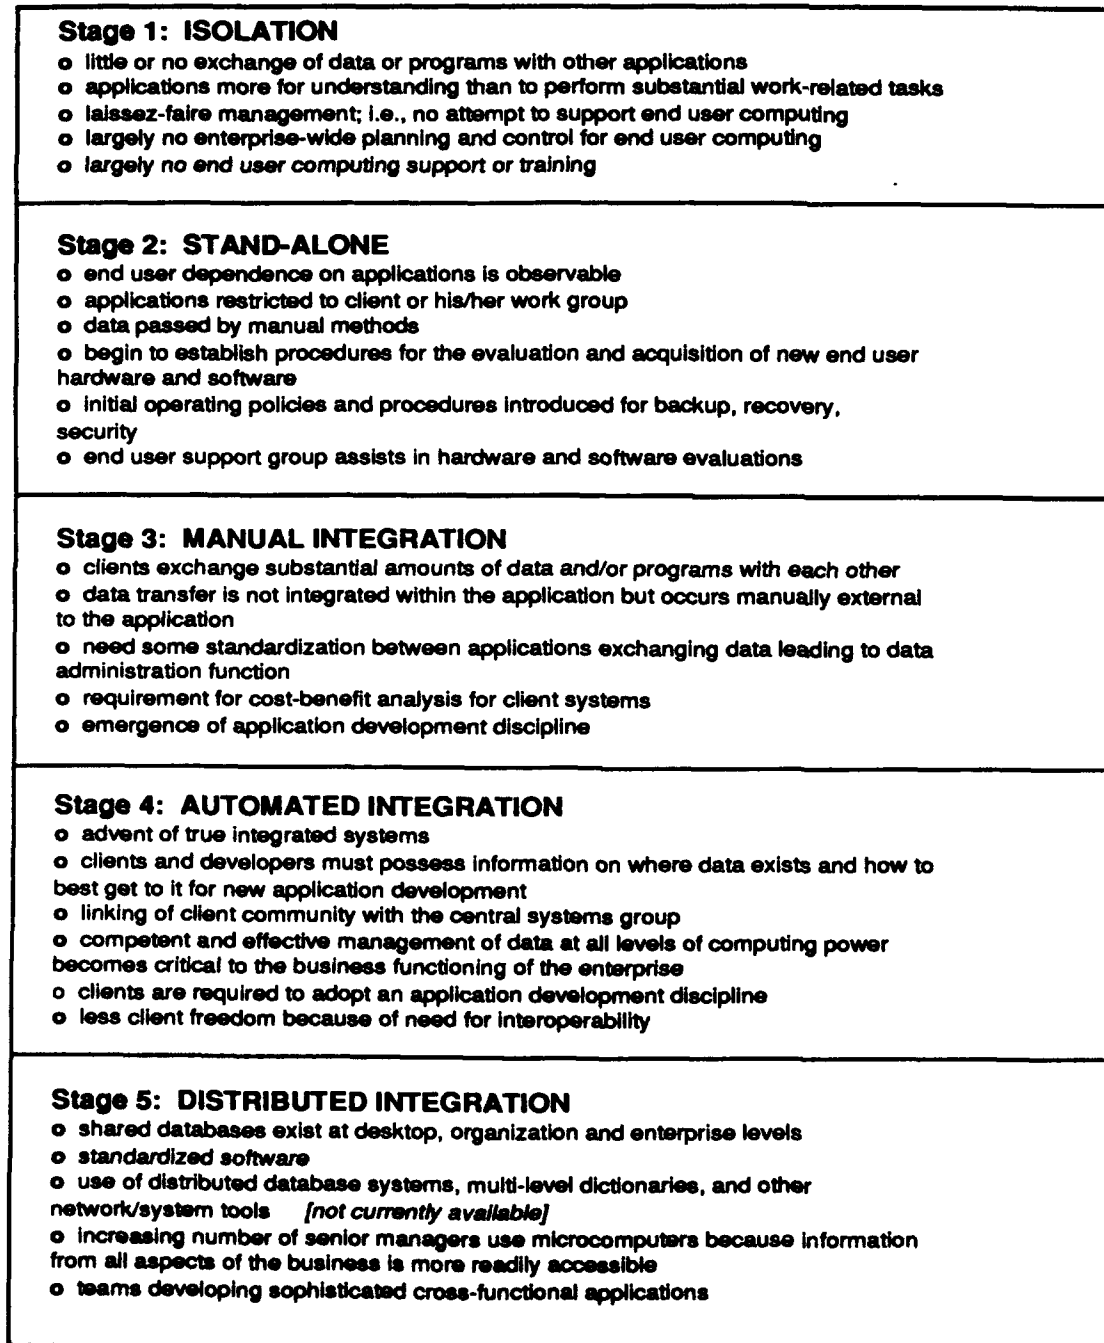 Stage 1: ISOLATION
o little or no exchange of data or programs with other applications
o applications more for understanding than to perform substantial work-related tasks
o laissez-faire management; i.e., no attempt to support end user computing
o largely no enterprise-wide planning and control for end user computing
o largely no end user computing support or training
Stage 2: STAND-ALONE
o end user dependence on applications is observable
o applications restricted to client or his/her work group
o data passed by manual methods
o begin to establish procedures for the evaluation and acquisition of new end user
hardware and software
o initial operating policies and procedures introduced for backup, recovery,
security
o end user support group assists in hardware and software evaluations
Stage 3: MANUAL INTEGRATION
o clients exchange substantial amounts of data and/or programs with each other
o data transfer is not integrated within the application but occurs manually external
to the application
o need some standardization between applications exchanging data leading to data
administration function
o requirement for cost-benefit analysis for client systems
o emergence of application development discipline
Stage 4: AUTOMATED INTEGRATION
o advent of true integrated systems
o clients and developers must possess information on where data exists and how to
best get to it for new application development
o linking of client community with the central systems group
o competent and effective management of data at all levels of computing power
becomes critical to the business functioning of the enterprise
o clients are required to adopt an application development discipline
o less client freedom because of need for interoperability
Stage 5: DISTRIBUTED INTEGRATION
o shared databases exist at desktop, organization and enterprise levels
o standardized software
o use of distributed database systems, multi-level dictionaries, and other
network/system tools [not currently available]
o increasing number of senior managers use microcomputers because information
from all aspects of the business is more readily accessible
o teams developing sophisticated cross-functional applications